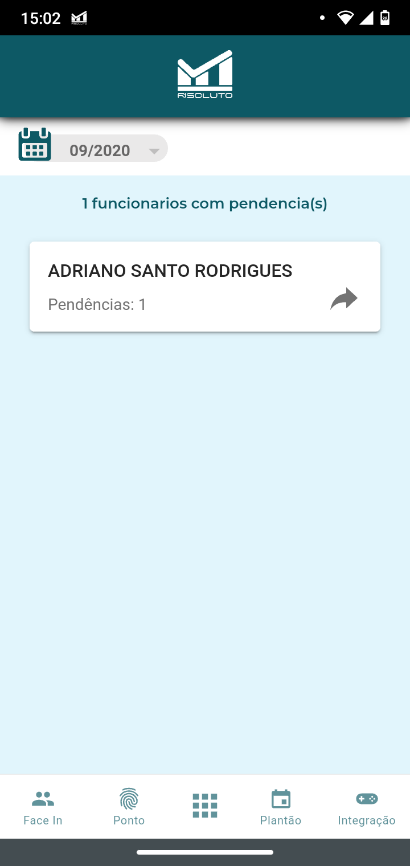 15:02
RISOLUTO
09/2020
1 funcionarios com pendencia(s)
ADRIANO SANTO RODRIGUES
Pendências: 1
Face In
Ponto
Plantão
Integração